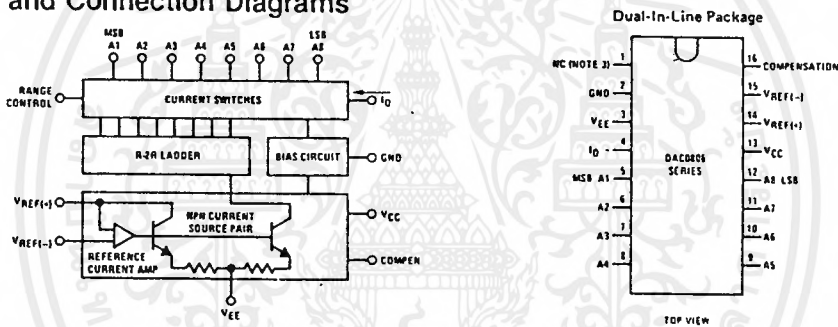 and Connection Diagrams
MSB
A1 A2 A3 A4 A5 A6 A7
LSB
A8
RANGE
CONTROL
CURRENT SWITCHES
IO
R-2R LADDER
BIAS CIRCUIT
GND
VREF(+)
NPN CURRENT
SOURCE PAIR
VCC
VREF(-)
REFERENCE
CURRENT AMP
COMPEN
VEE
Dual-In-Line Package
NC (NOTE 3) 1
16 COMPENSATION
GND 2
15 VREF(-)
VEE 3
14 VREF(+)
IO 4
13 VCC
DAC0808
SERIES
MSB A1 5
12 A8 LSB
A2 6
11 A7
A3 7
10 A6
A4 8
9 A5
TOP VIEW